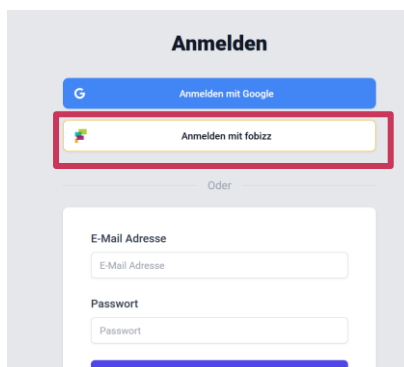 Anmelden
Anmelden mit Google
Anmelden mit fobizz
Oder
E-Mail Adresse
E-Mail Adresse
Passwort
Passwort